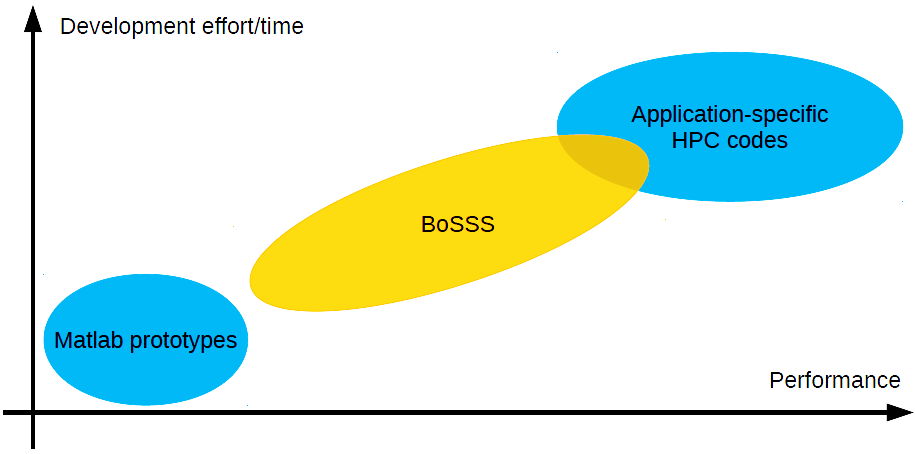 Development effort/time
Application-specific
HPC codes
BoSSS
Matlab prototypes
Performance